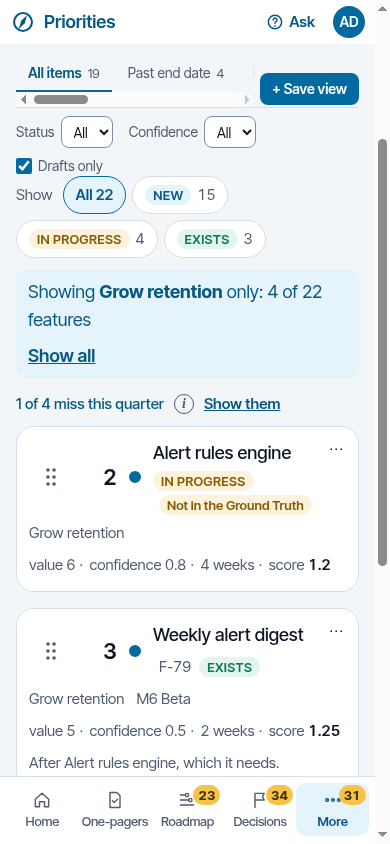 Priorities
Ask
AD
All items 19
Past end date 4
+ Save view
Status All
Confidence All
Drafts only
Show All 22 NEW 15
IN PROGRESS 4 EXISTS 3
Showing Grow retention only: 4 of 22
features
Show all
1 of 4 miss this quarter i Show them
Alert rules engine ...
2 IN PROGRESS
Not in the Ground Truth
Grow retention
value 6 · confidence 0.8 · 4 weeks · score 1.2
Weekly alert digest ...
3 F-79 EXISTS
Grow retention M6 Beta
value 5 · confidence 0.5 · 2 weeks · score 1.25
After Alert rules engine, which it needs.
23 34 31
Home One-pagers Roadmap Decisions More